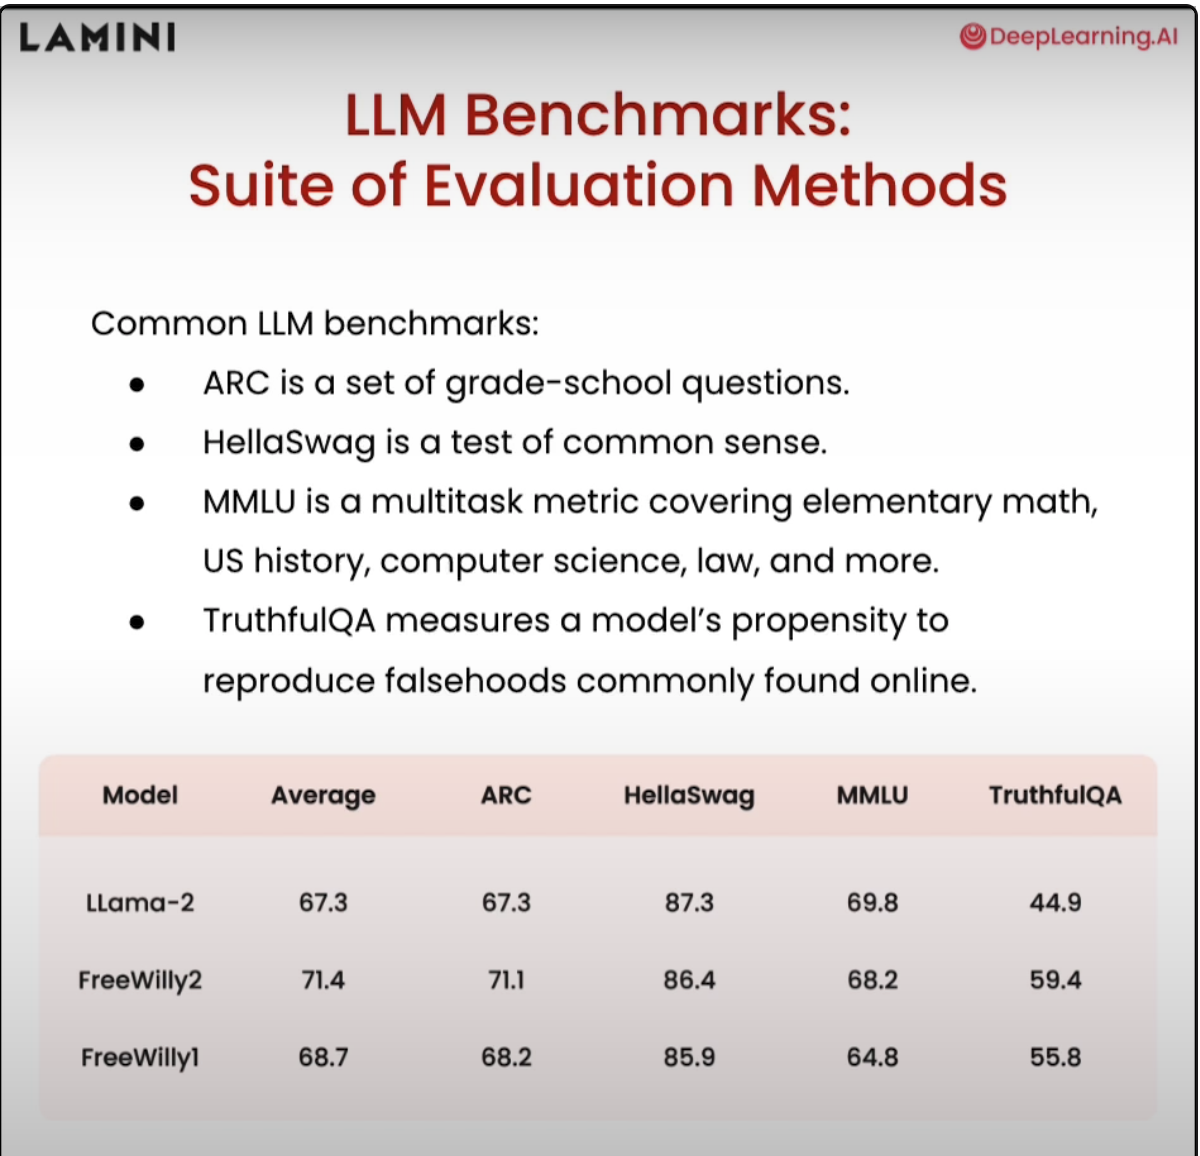 LAMINI
DeepLearning.AI
LLM Benchmarks:
Suite of Evaluation Methods
Common LLM benchmarks:
● ARC is a set of grade-school questions.
● HellaSwag is a test of common sense.
● MMLU is a multitask metric covering elementary math,
US history, computer science, law, and more.
● TruthfulQA measures a model’s propensity to
reproduce falsehoods commonly found online.
Model Average ARC HellaSwag MMLU TruthfulQA
LLama-2 67.3 67.3 87.3 69.8 44.9
FreeWilly2 71.4 71.1 86.4 68.2 59.4
FreeWilly1 68.7 68.2 85.9 64.8 55.8